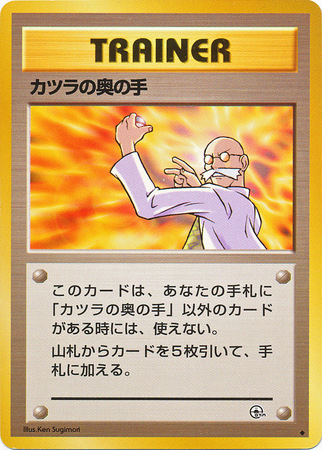 TRAINER
カツラの奥の手
このカードは、あなたの手札に
「カツラの奥の手」以外のカード
がある時には、使えない。
山札からカードを5枚引いて、手
札に加える。
Illus.Ken Sugimori